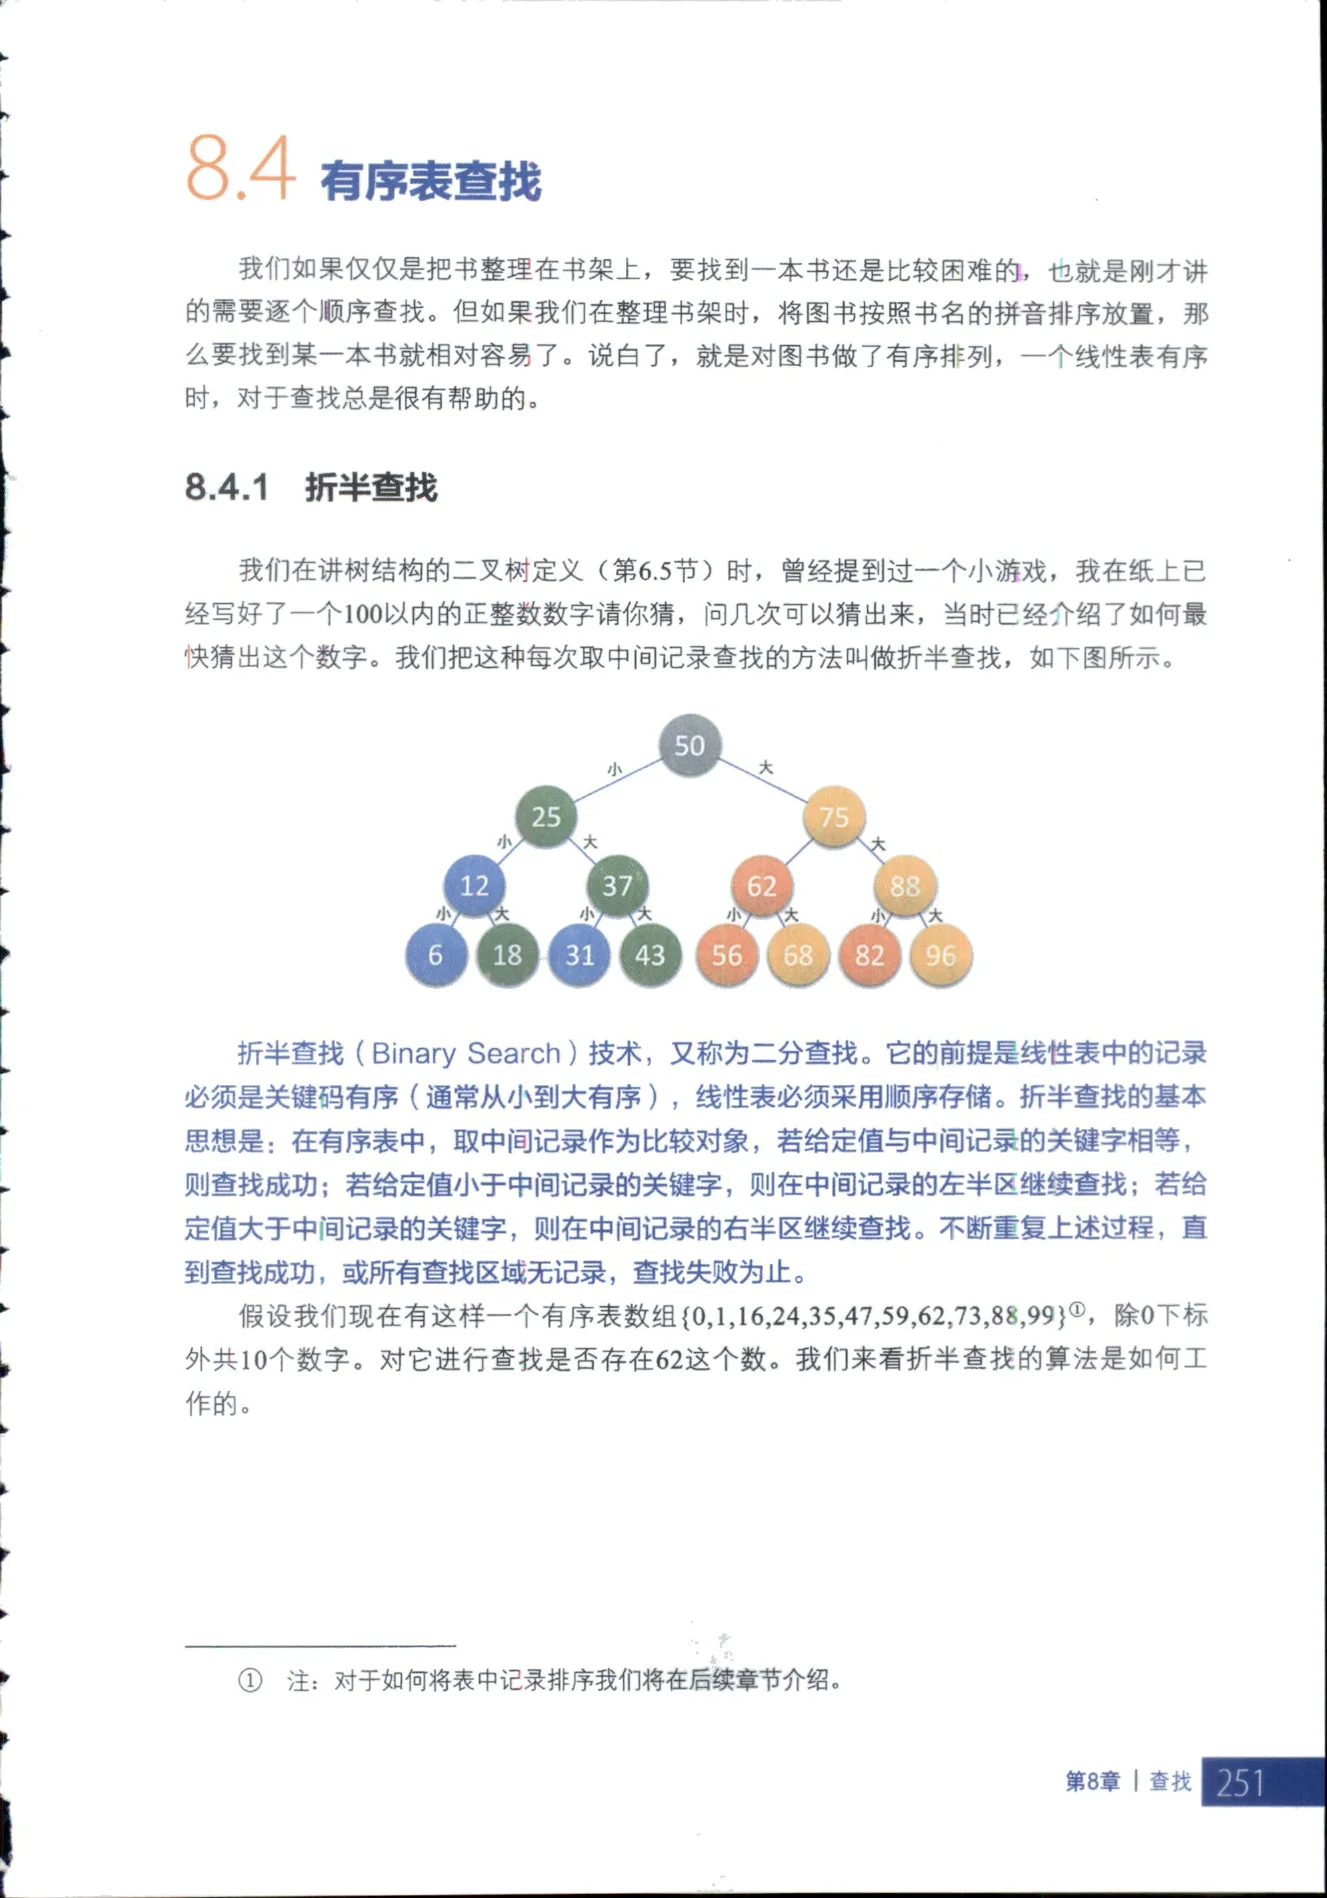 8.4 有序表查找
我们如果仅仅是把书整理在书架上，要找到一本书还是比较困难的，也就是刚才讲
的需要逐个顺序查找。但如果我们在整理书架时，将图书按照书名的拼音排序放置，那
么要找到某一本书就相对容易了。说白了，就是对图书做了有序排列，一个线性表有序
时，对于查找总是很有帮助的。
8.4.1 折半查找
我们在讲树结构的二叉树定义（第6.5节）时，曾经提到过一个小游戏，我在纸上已
经写好了一个100以内的正整数数字请你猜，问几次可以猜出来，当时已经介绍了如何最
快猜出这个数字。我们把这种每次取中间记录查找的方法叫做折半查找，如下图所示。
50
小 大
25 75
小 大 大
12 37 62 88
小 大 小 大 小 大 小 大
6 18 31 43 56 68 82 96
折半查找（Binary Search）技术，又称为二分查找。它的前提是线性表中的记录
必须是关键码有序（通常从小到大有序），线性表必须采用顺序存储。折半查找的基本
思想是：在有序表中，取中间记录作为比较对象，若给定值与中间记录的关键字相等，
则查找成功；若给定值小于中间记录的关键字，则在中间记录的左半区继续查找；若给
定值大于中间记录的关键字，则在中间记录的右半区继续查找。不断重复上述过程，直
到查找成功，或所有查找区域无记录，查找失败为止。
假设我们现在有这样一个有序表数组{0,1,16,24,35,47,59,62,73,88,99}①，除0下标
外共10个数字。对它进行查找是否存在62这个数。我们来看折半查找的算法是如何工
作的。
① 注：对于如何将表中记录排序我们将在后续章节介绍。
第8章 | 查找 251